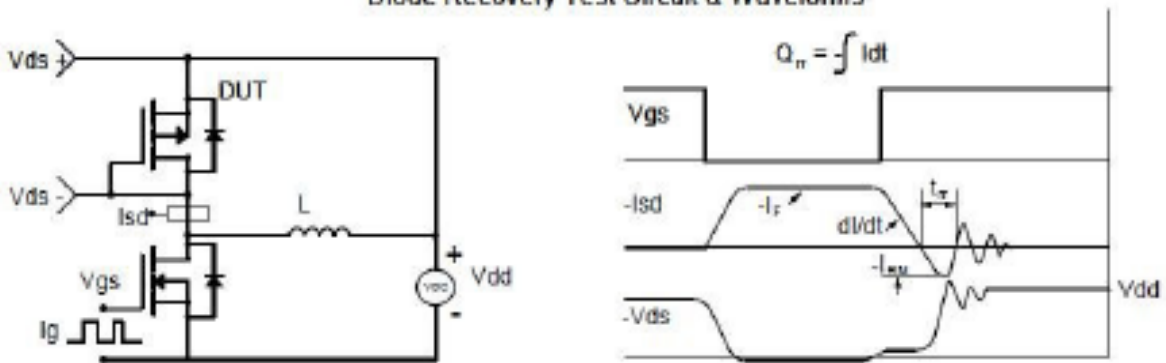 Diode Recovery Test Circuit & Waveforms
Vds +
DUT
Vds -
Isd
L
Vgs
Ig
+
Vdd
-
Vdd
Qrr = - ∫ Idt
Vgs
-Isd
-IF
dI/dt
trr
-IRM
Vdd
-Vds